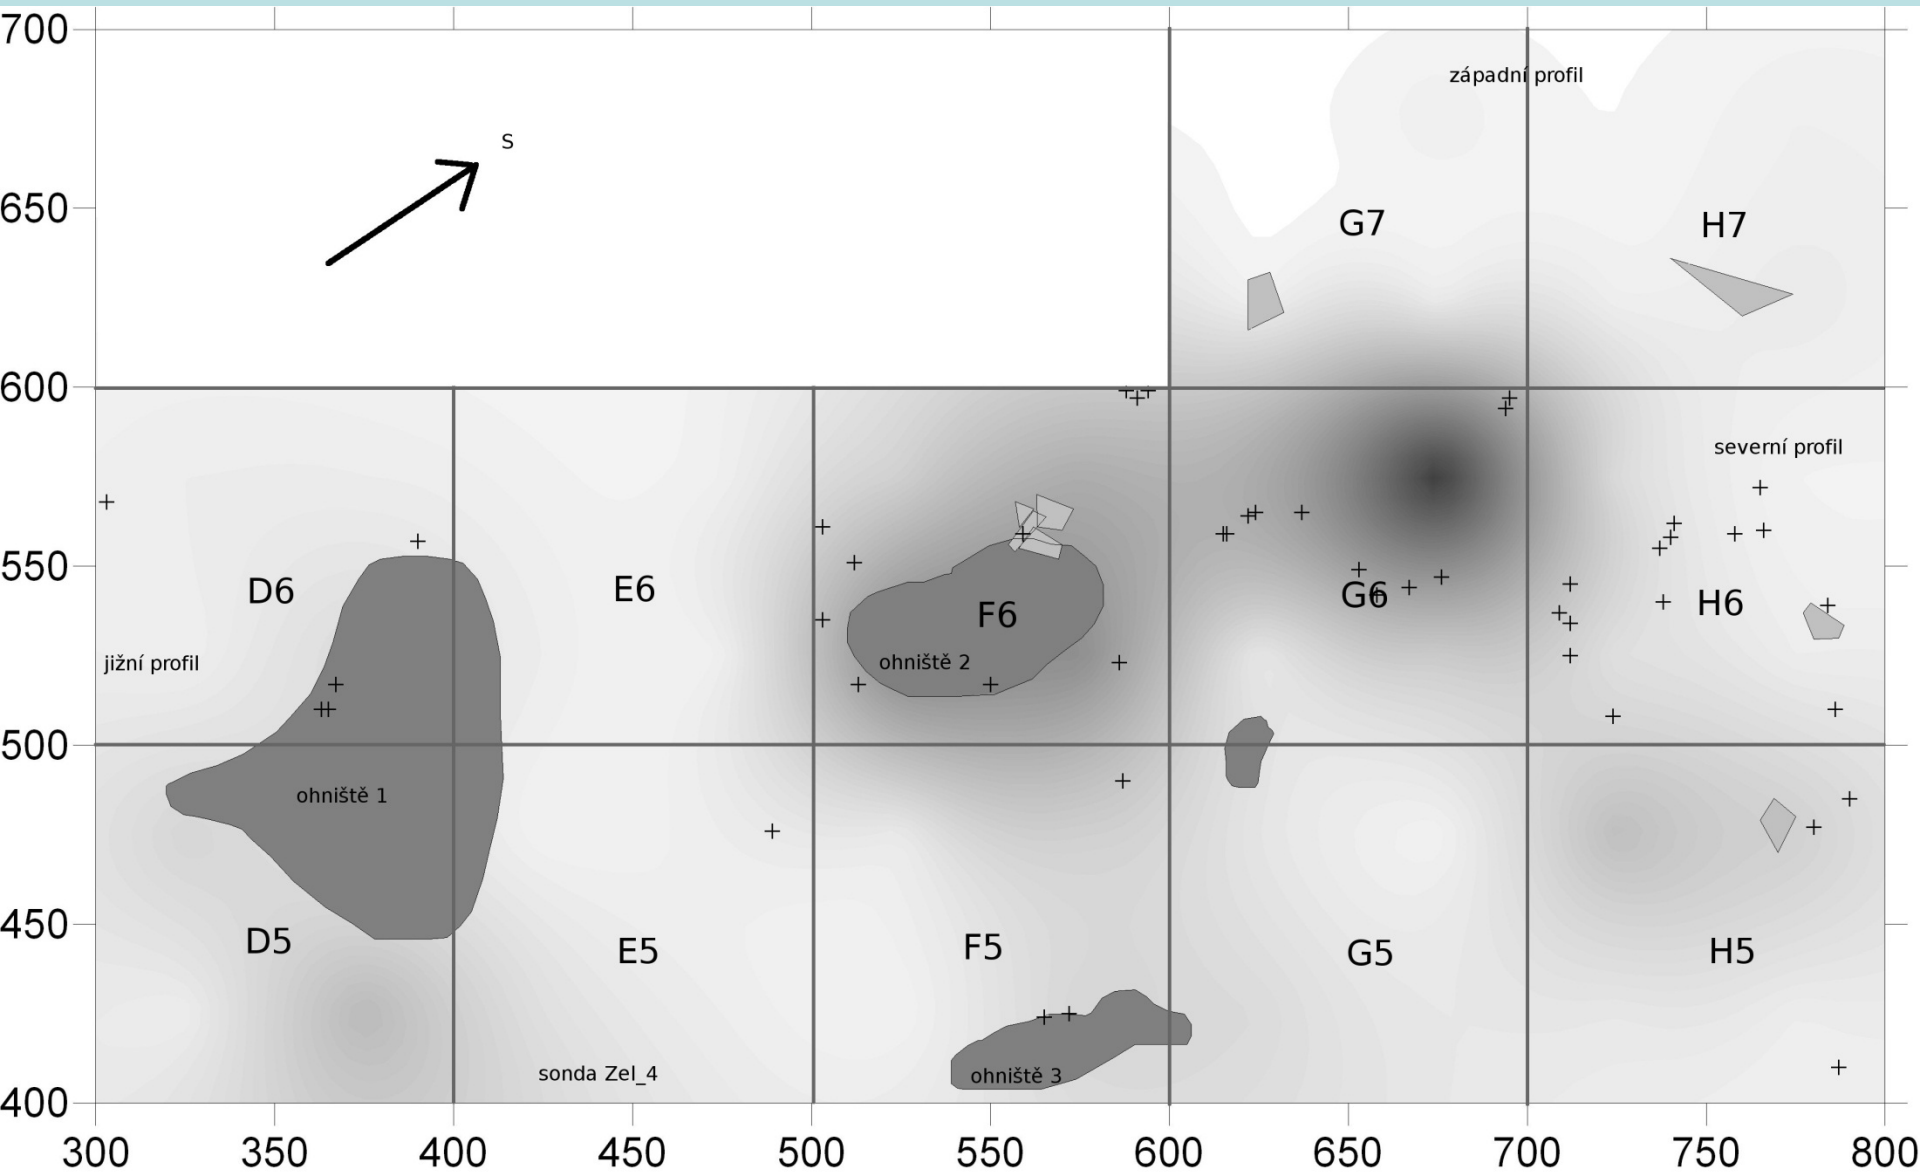 700
západní profil
S
650
G7
H7
600
severní profil
550
D6
E6
F6
G6
H6
jižní profil
ohniště 2
500
ohniště 1
450
D5
E5
F5
G5
H5
sonda Zel_4
ohniště 3
400
300
350
400
450
500
550
600
650
700
750
800